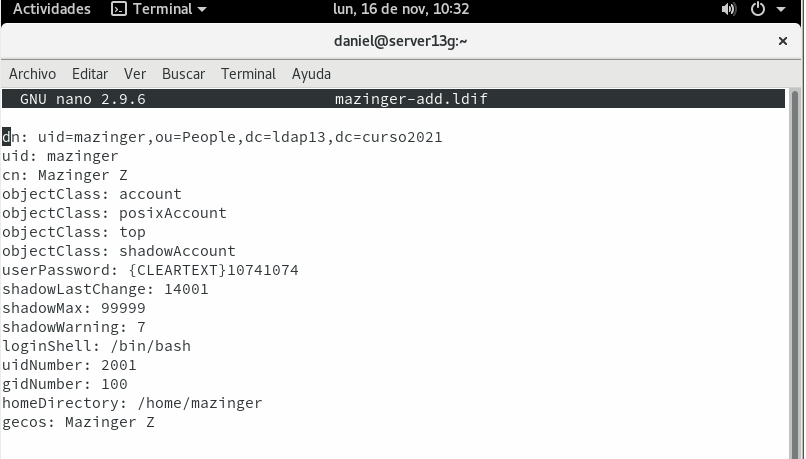 Actividades Terminal lun, 16 de nov, 10:32
daniel@server13g:~
Archivo Editar Ver Buscar Terminal Ayuda
GNU nano 2.9.6 mazinger-add.ldif
dn: uid=mazinger,ou=People,dc=ldap13,dc=curso2021
uid: mazinger
cn: Mazinger Z
objectClass: account
objectClass: posixAccount
objectClass: top
objectClass: shadowAccount
userPassword: {CLEARTEXT}10741074
shadowLastChange: 14001
shadowMax: 99999
shadowWarning: 7
loginShell: /bin/bash
uidNumber: 2001
gidNumber: 100
homeDirectory: /home/mazinger
gecos: Mazinger Z